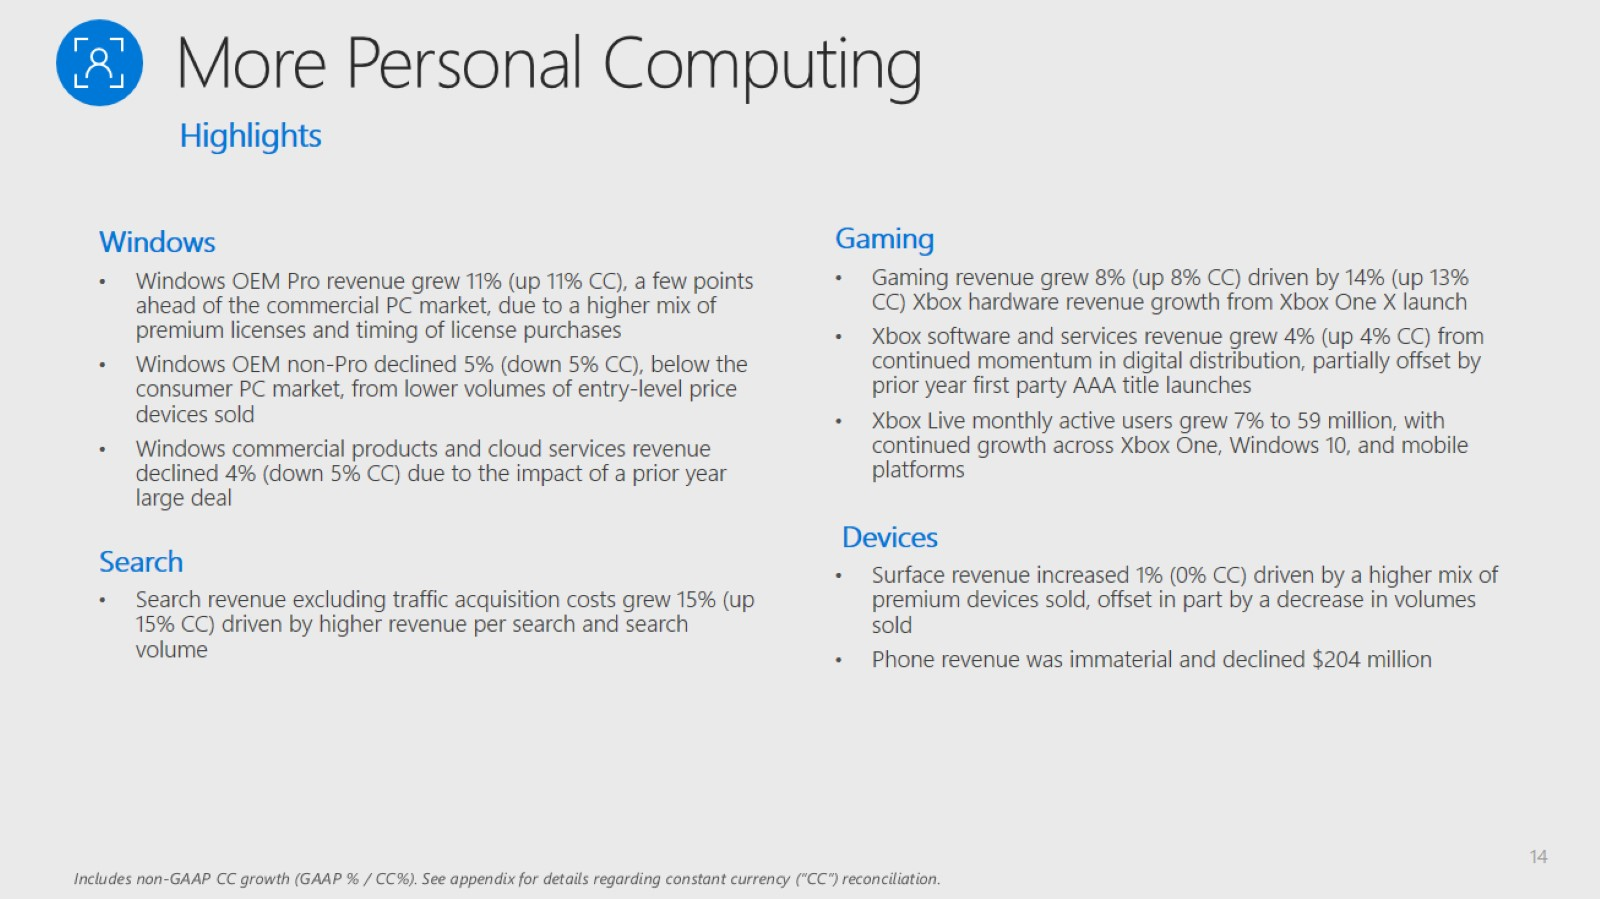 More Personal Computing
Highlights
Windows
• Windows OEM Pro revenue grew 11% (up 11% CC), a few points
ahead of the commercial PC market, due to a higher mix of
premium licenses and timing of license purchases
• Windows OEM non-Pro declined 5% (down 5% CC), below the
consumer PC market, from lower volumes of entry-level price
devices sold
• Windows commercial products and cloud services revenue
declined 4% (down 5% CC) due to the impact of a prior year
large deal
Search
• Search revenue excluding traffic acquisition costs grew 15% (up
15% CC) driven by higher revenue per search and search
volume
Gaming
• Gaming revenue grew 8% (up 8% CC) driven by 14% (up 13%
CC) Xbox hardware revenue growth from Xbox One X launch
• Xbox software and services revenue grew 4% (up 4% CC) from
continued momentum in digital distribution, partially offset by
prior year first party AAA title launches
• Xbox Live monthly active users grew 7% to 59 million, with
continued growth across Xbox One, Windows 10, and mobile
platforms
Devices
• Surface revenue increased 1% (0% CC) driven by a higher mix of
premium devices sold, offset in part by a decrease in volumes
sold
• Phone revenue was immaterial and declined $204 million
14
Includes non-GAAP CC growth (GAAP % / CC%). See appendix for details regarding constant currency ("CC") reconciliation.